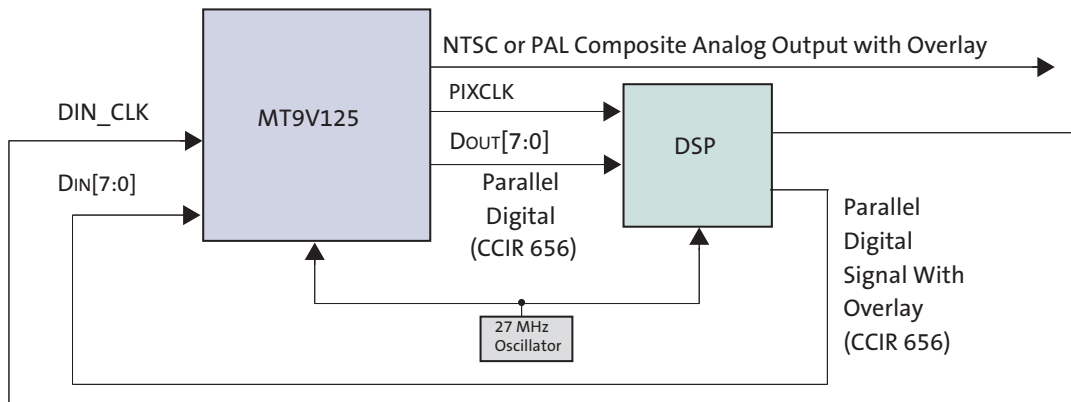 NTSC or PAL Composite Analog Output with Overlay
PIXCLK
DIN_CLK
MT9V125
DOUT[7:0]
DSP
DIN[7:0]
Parallel
Digital
(CCIR 656)
Parallel
Digital
Signal With
Overlay
(CCIR 656)
27 MHz
Oscillator